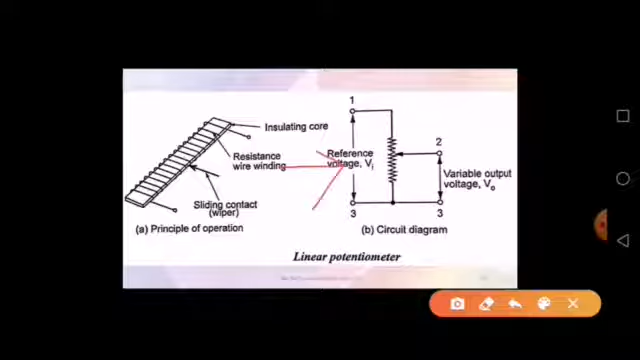 1
Insulating core
2
Resistance
wire winding
Reference
voltage, Vi
Variable output
voltage, Vo
Sliding contact
(wiper)
3
3
(a) Principle of operation
(b) Circuit diagram
Linear potentiometer